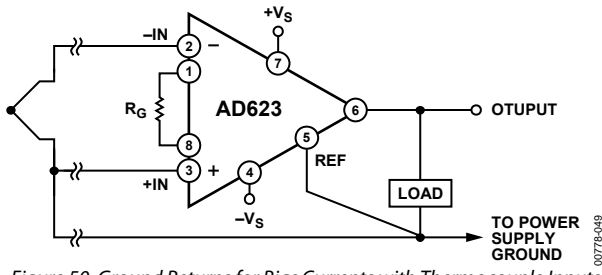 +VS
–IN
2
–
1
7
RG
AD623
6
OTUPUT
5
8
REF
3
+
4
+IN
LOAD
–VS
TO POWER
SUPPLY
GROUND
00778-049
Figure 50. Ground Returns for Bias Currents with Thermocouple Inputs